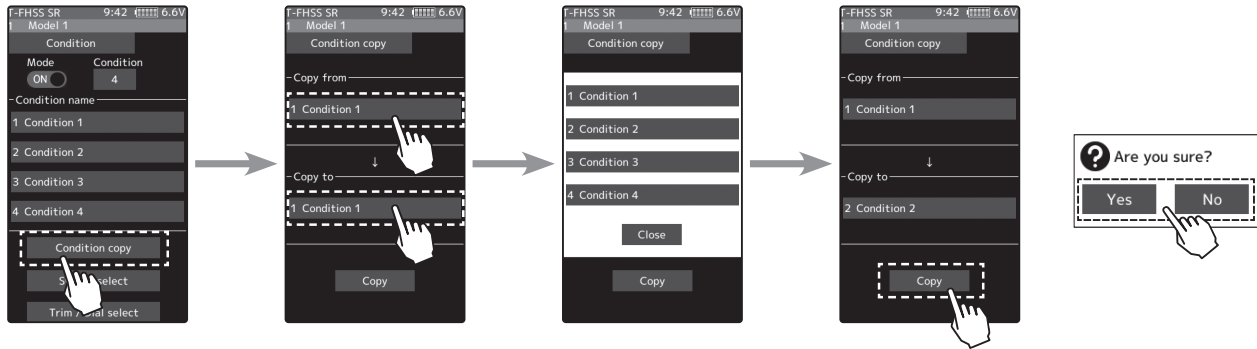 T-FHSS SR 9:42 6.6V
1 Model 1
Condition
Mode Condition
ON 4
Condition name
1 Condition 1
2 Condition 2
3 Condition 3
4 Condition 4
Condition copy
select
Trim / Dial select
T-FHSS SR 9:42 6.6V
1 Model 1
Condition copy
Copy from
1 Condition 1
↓
Copy to
1 Condition 1
Copy
T-FHSS SR 9:42 6.6V
1 Model 1
Condition copy
1 Condition 1
2 Condition 2
3 Condition 3
4 Condition 4
Close
Copy
T-FHSS SR 9:42 6.6V
1 Model 1
Condition copy
Copy from
1 Condition 1
↓
Copy to
2 Condition 2
Copy
? Are you sure?
Yes No